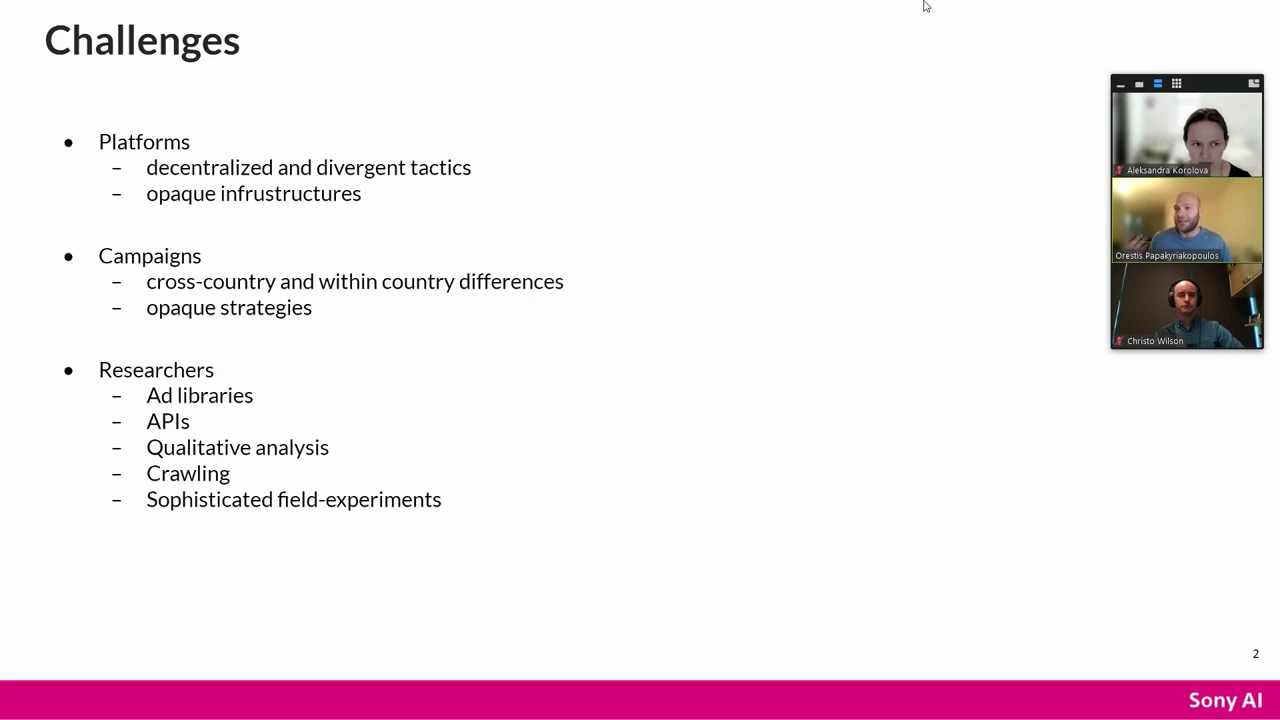 Challenges
• Platforms
– decentralized and divergent tactics
– opaque infrustructures
• Campaigns
– cross-country and within country differences
– opaque strategies
• Researchers
– Ad libraries
– APIs
– Qualitative analysis
– Crawling
– Sophisticated field-experiments
Aleksandra Korolova
Orestis Papakyriakopoulos
Christo Wilson
2
Sony AI